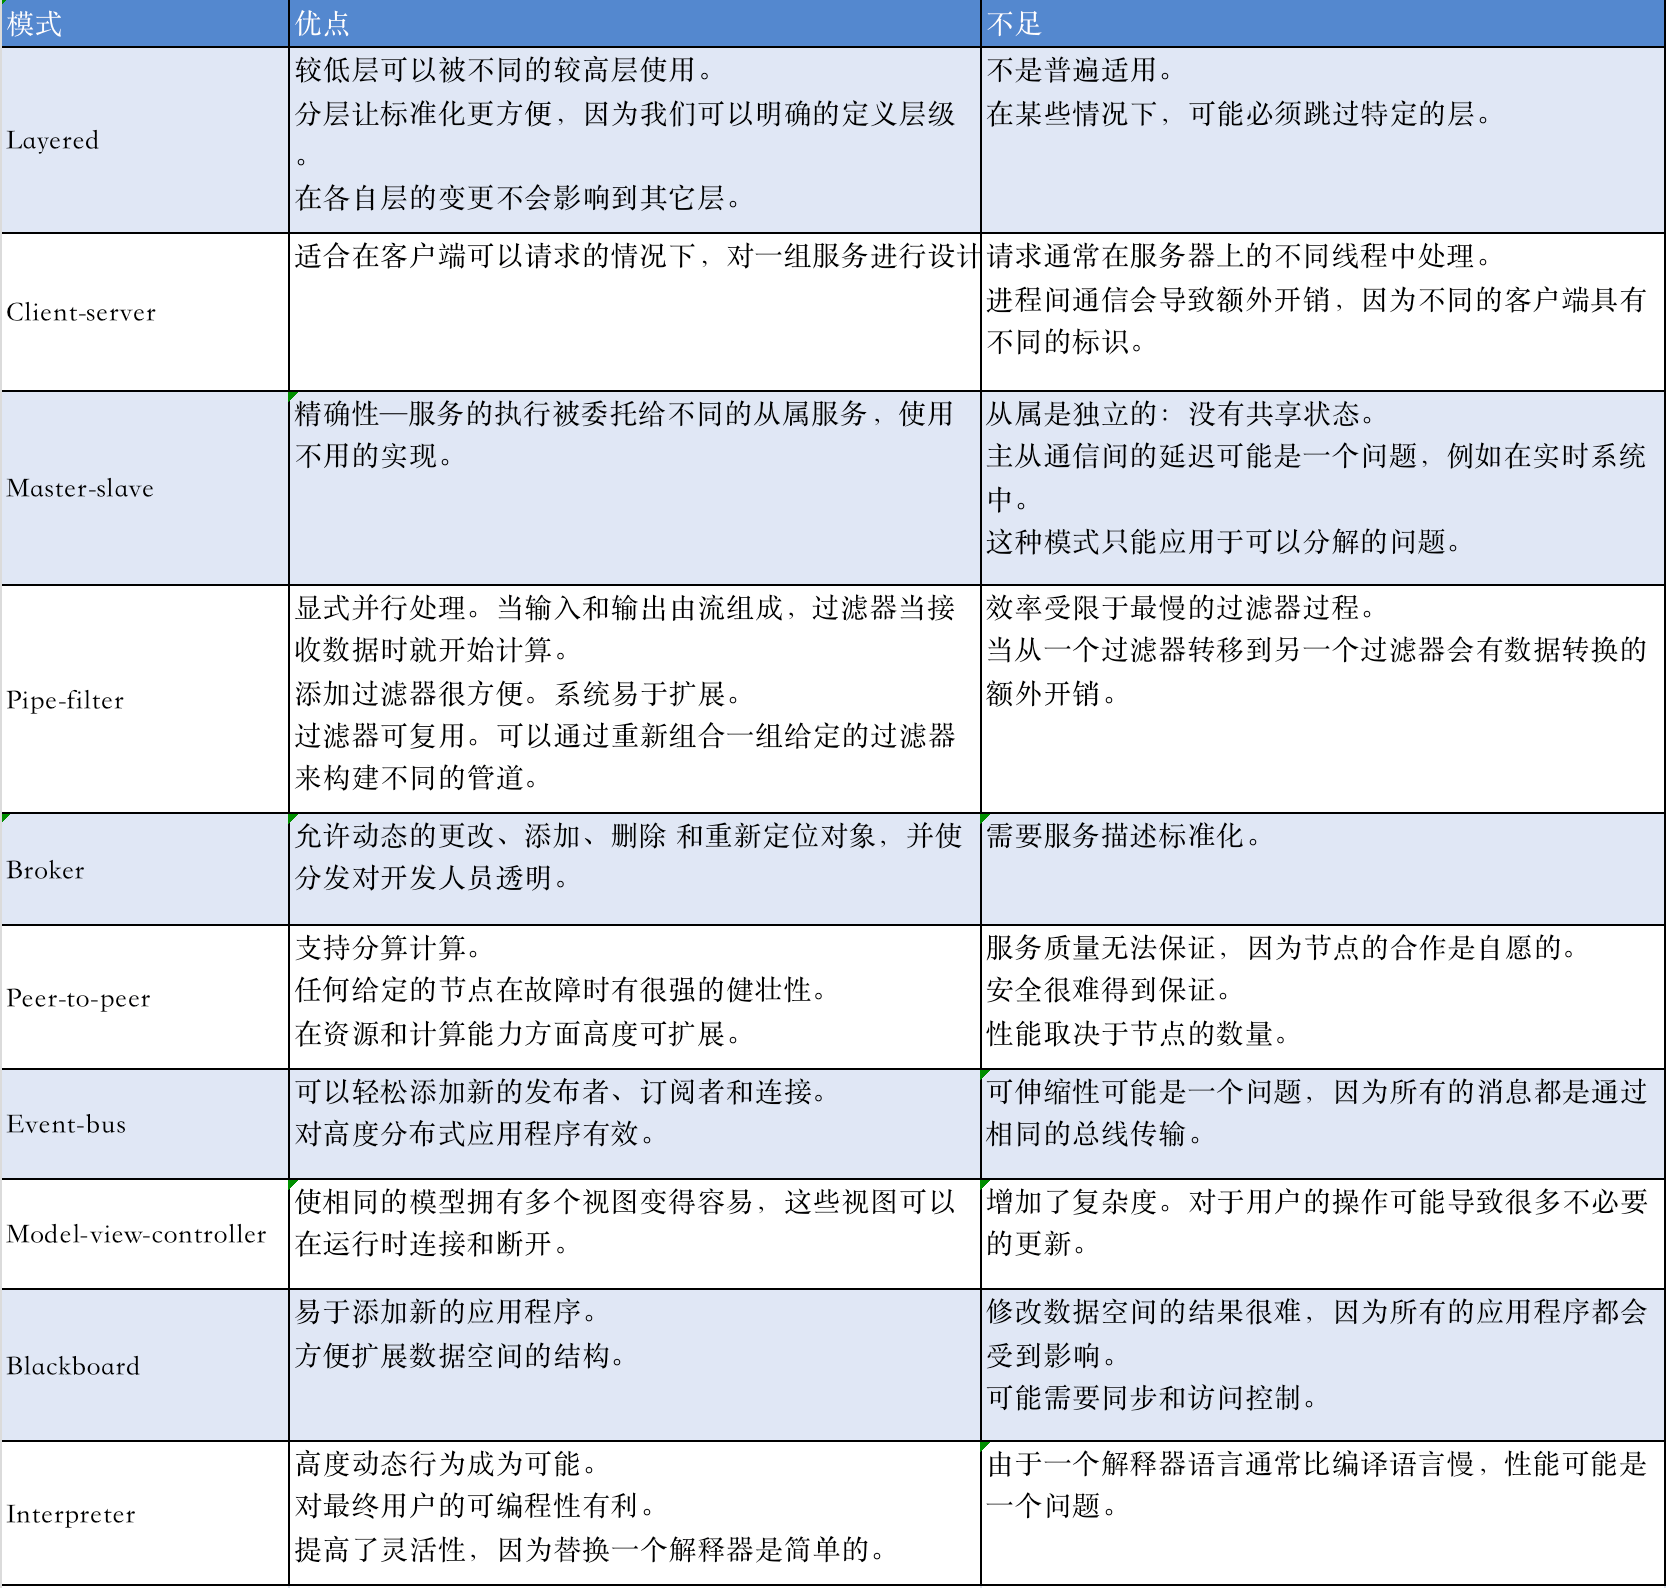 模式
优点
不足
Layered
较低层可以被不同的较高层使用。
分层让标准化更方便，因为我们可以明确的定义层级
。
在各自层的变更不会影响到其它层。
不是普遍适用。
在某些情况下，可能必须跳过特定的层。
Client-server
适合在客户端可以请求的情况下，对一组服务进行设计
请求通常在服务器上的不同线程中处理。
进程间通信会导致额外开销，因为不同的客户端具有
不同的标识。
Master-slave
精确性—服务的执行被委托给不同的从属服务，使用
不用的实现。
从属是独立的：没有共享状态。
主从通信间的延迟可能是一个问题，例如在实时系统
中。
这种模式只能应用于可以分解的问题。
Pipe-filter
显式并行处理。当输入和输出由流组成，过滤器当接
收数据时就开始计算。
添加过滤器很方便。系统易于扩展。
过滤器可复用。可以通过重新组合一组给定的过滤器
来构建不同的管道。
效率受限于最慢的过滤器过程。
当从一个过滤器转移到另一个过滤器会有数据转换的
额外开销。
Broker
允许动态的更改、添加、删除 和重新定位对象，并使
分发对开发人员透明。
需要服务描述标准化。
Peer-to-peer
支持分算计算。
任何给定的节点在故障时有很强的健壮性。
在资源和计算能力方面高度可扩展。
服务质量无法保证，因为节点的合作是自愿的。
安全很难得到保证。
性能取决于节点的数量。
Event-bus
可以轻松添加新的发布者、订阅者和连接。
对高度分布式应用程序有效。
可伸缩性可能是一个问题，因为所有的消息都是通过
相同的总线传输。
Model-view-controller
使相同的模型拥有多个视图变得容易，这些视图可以
在运行时连接和断开。
增加了复杂度。对于用户的操作可能导致很多不必要
的更新。
Blackboard
易于添加新的应用程序。
方便扩展数据空间的结构。
修改数据空间的结果很难，因为所有的应用程序都会
受到影响。
可能需要同步和访问控制。
Interpreter
高度动态行为成为可能。
对最终用户的可编程性有利。
提高了灵活性，因为替换一个解释器是简单的。
由于一个解释器语言通常比编译语言慢，性能可能是
一个问题。